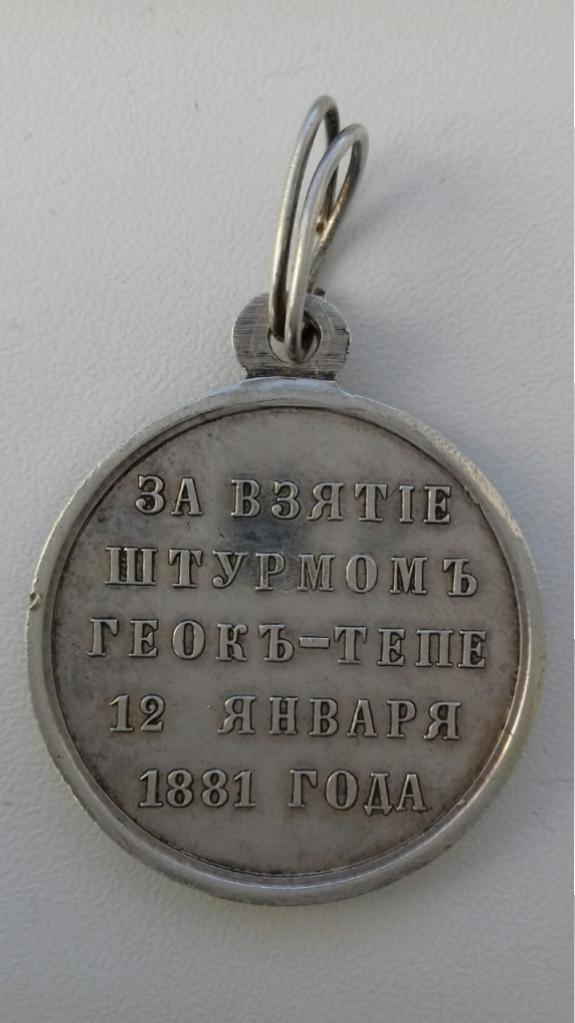 ЗА ВЗЯТIЕ
ШТУРМОМЪ
ГЕОКЪ-ТЕПЕ
12 ЯНВАРЯ
1881 ГОДА